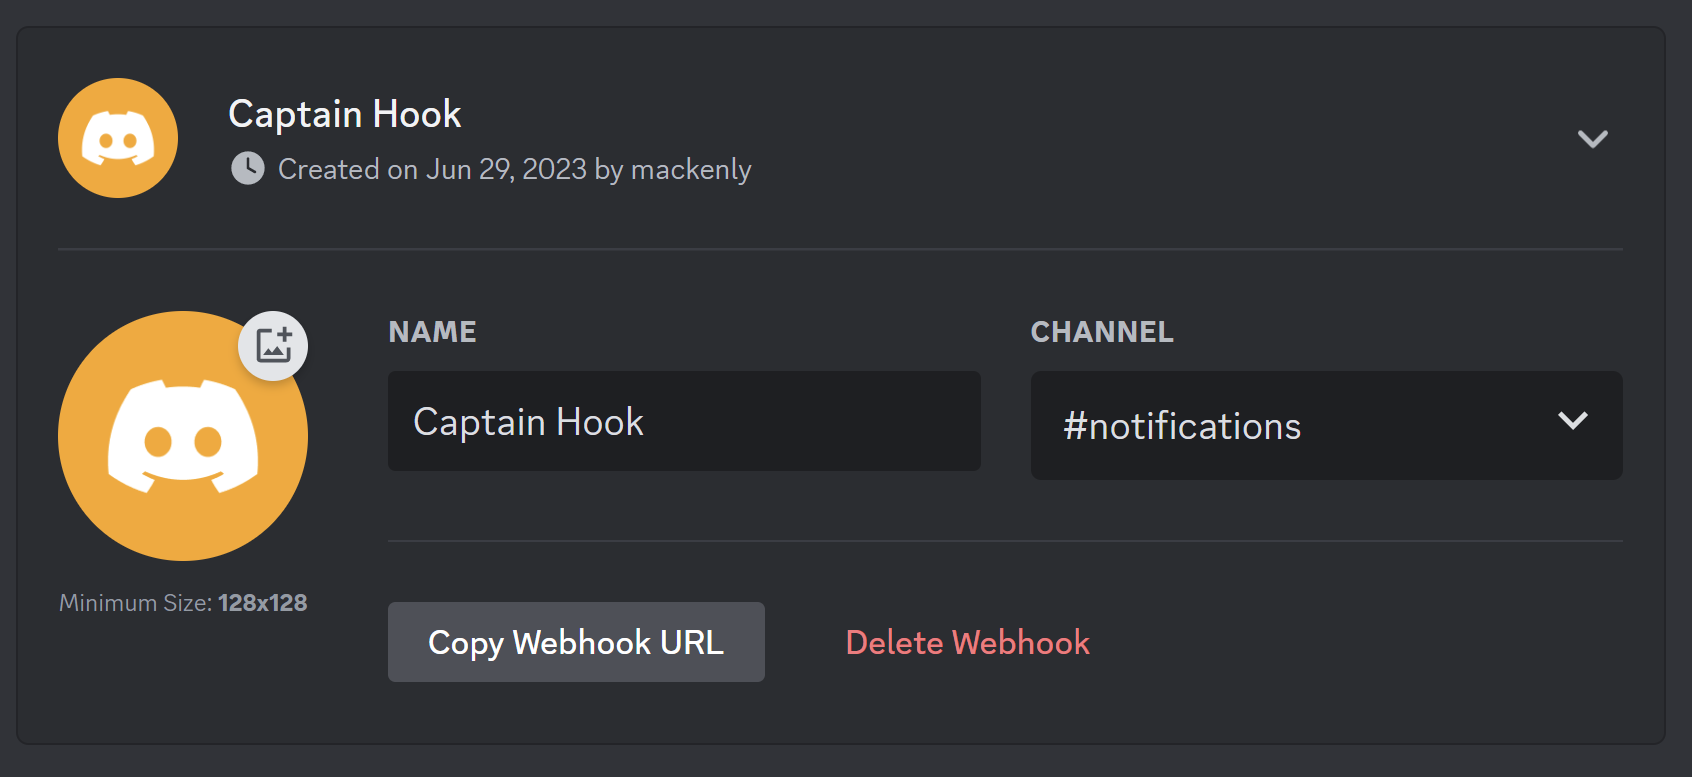 Captain Hook
Created on Jun 29, 2023 by mackenly
NAME
CHANNEL
Captain Hook
#notifications
Minimum Size: 128x128
Copy Webhook URL
Delete Webhook